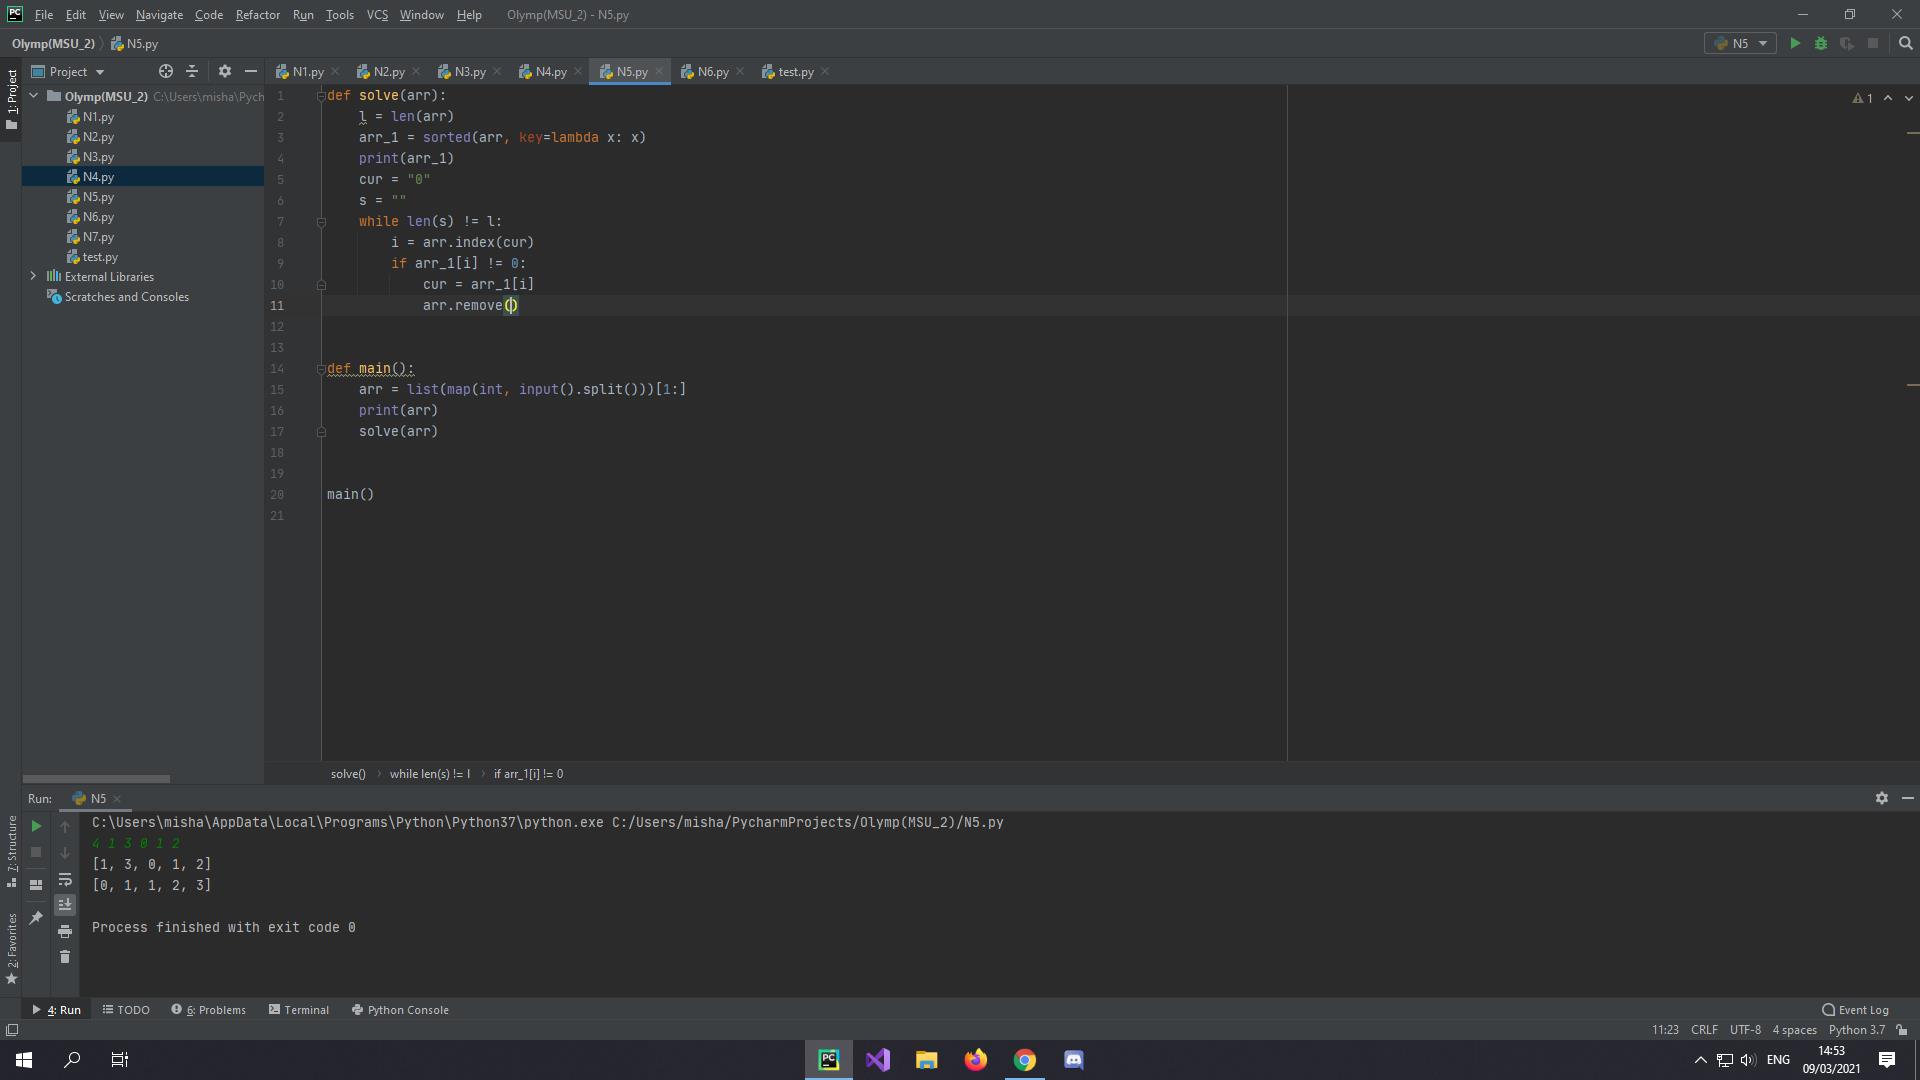 PC File Edit View Navigate Code Refactor Run Tools VCS Window Help Olymp(MSU_2) - N5.py
Olymp(MSU_2) N5.py N5
Project N1.py N2.py N3.py N4.py N5.py N6.py test.py
1: Project
Olymp(MSU_2) C:\Users\misha\Pych
N1.py
N2.py
N3.py
N4.py
N5.py
N6.py
N7.py
test.py
External Libraries
Scratches and Consoles
1 def solve(arr):
2 l = len(arr)
3 arr_1 = sorted(arr, key=lambda x: x)
4 print(arr_1)
5 cur = "0"
6 s = ""
7 while len(s) != l:
8 i = arr.index(cur)
9 if arr_1[i] != 0:
10 cur = arr_1[i]
11 arr.remove()
12
13
14 def main():
15 arr = list(map(int, input().split()))[1:]
16 print(arr)
17 solve(arr)
18
19
20 main()
21
1
solve() while len(s) != l if arr_1[i] != 0
Run: N5
C:\Users\misha\AppData\Local\Programs\Python\Python37\python.exe C:/Users/misha/PycharmProjects/Olymp(MSU_2)/N5.py
4 1 3 0 1 2
[1, 3, 0, 1, 2]
[0, 1, 1, 2, 3]
Process finished with exit code 0
7: Structure
2: Favorites
4: Run TODO 6: Problems Terminal Python Console Event Log
11:23 CRLF UTF-8 4 spaces Python 3.7
PC ENG 14:53
09/03/2021